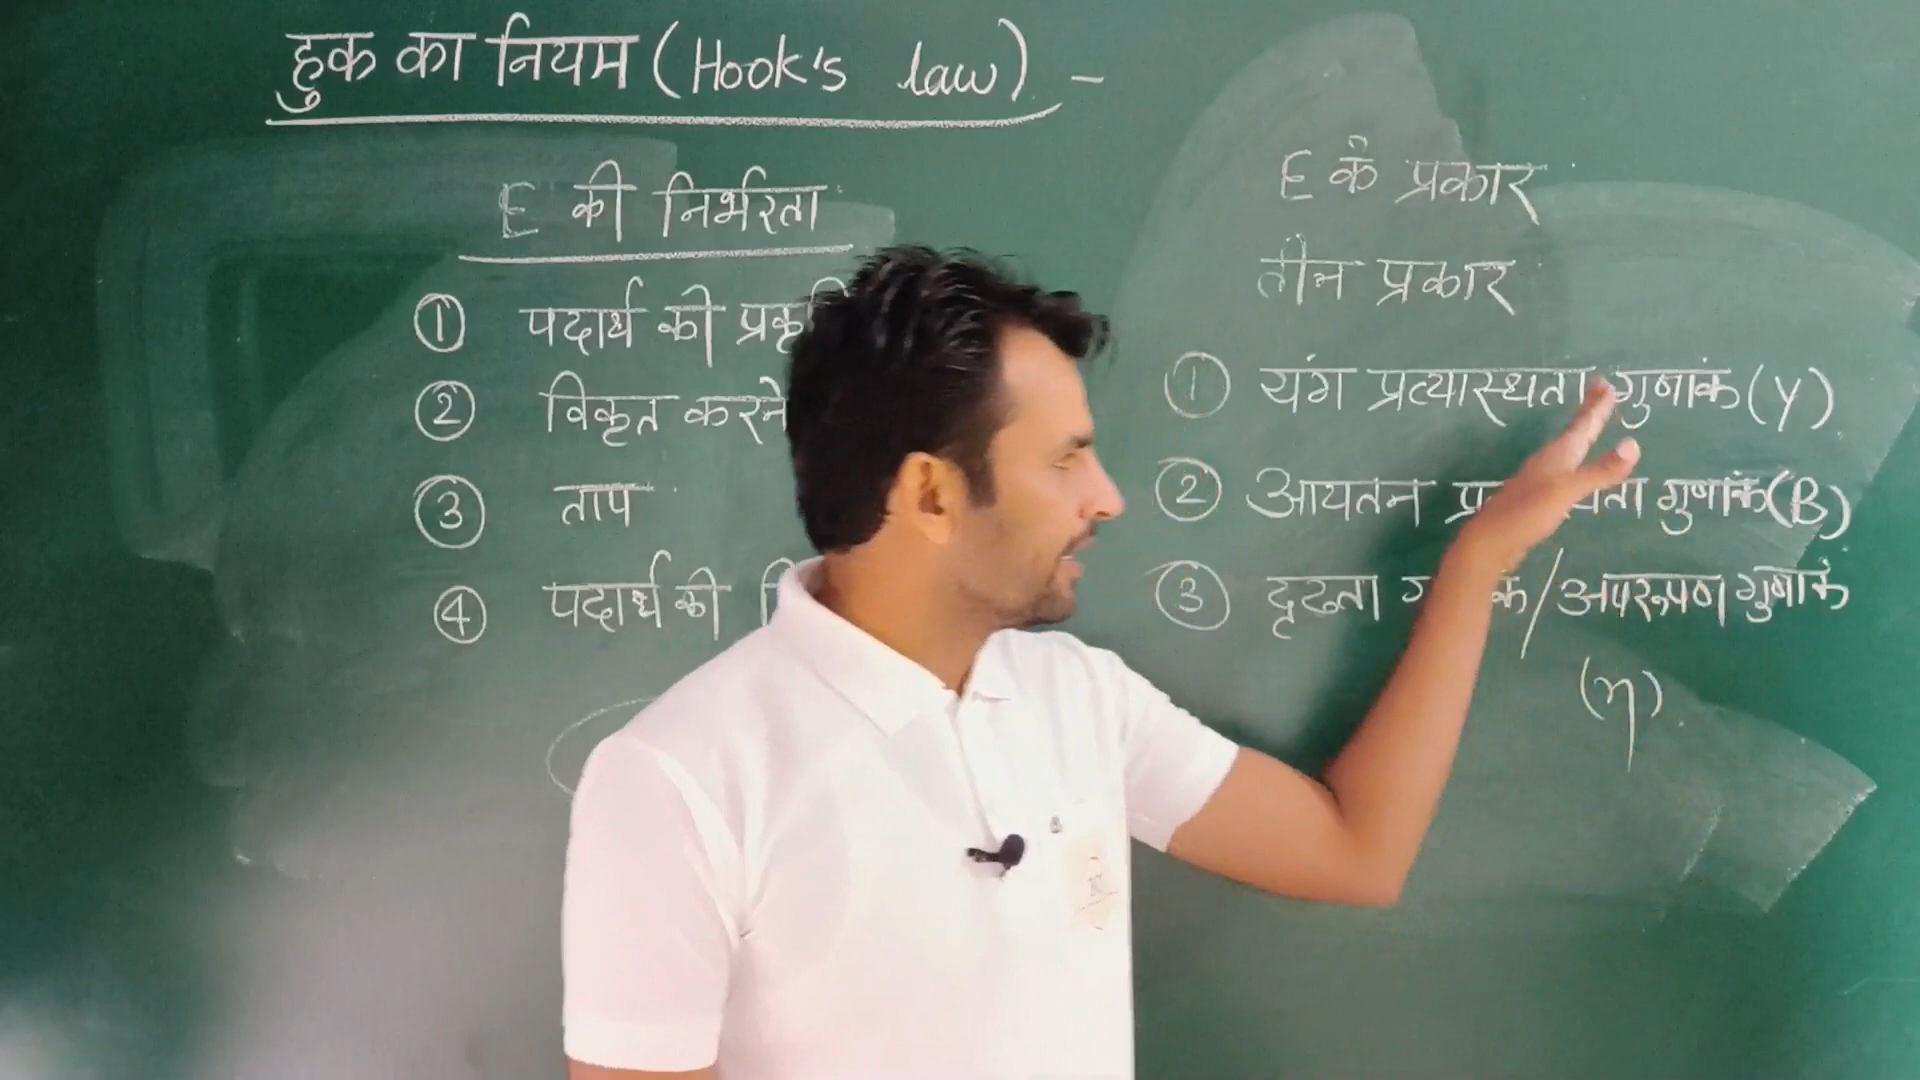 हुक का नियम (Hook's law) -
E की निर्भरता
① पदार्थ की
② विकृत करने
③ ताप
④ पदार्थ की
E के प्रकार
तीन प्रकार
① यंग प्रत्यास्थता गुणांक (Y)
② आयतन गुणांक (B)
③ दृढता / अपरूपण गुणांक
(η)